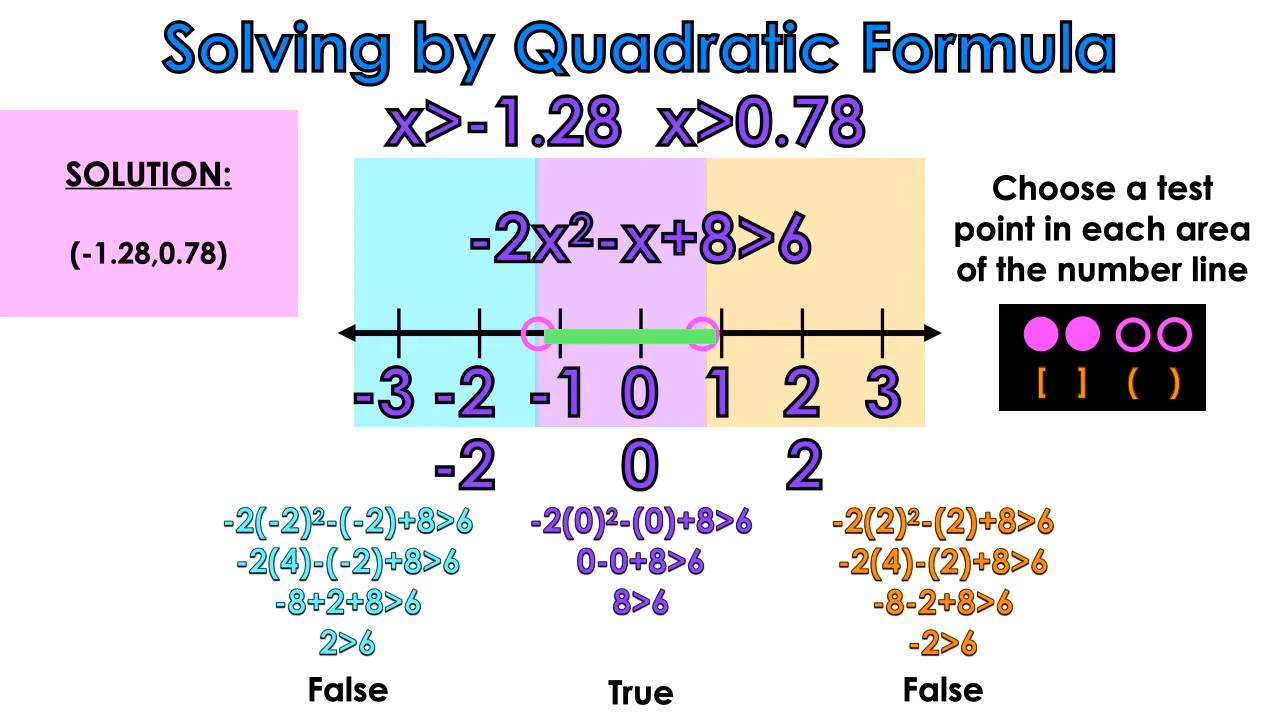 Solving by Quadratic Formula
x>-1.28 x>0.78
SOLUTION:
(-1.28,0.78)
-2x²-x+8>6
-3 -2 -1 0 1 2 3
Choose a test
point in each area
of the number line
[ ] ( )
-2 0 2
-2(-2)²-(-2)+8>6
-2(4)-(-2)+8>6
-8+2+8>6
2>6
False
-2(0)²-(0)+8>6
0-0+8>6
8>6
True
-2(2)²-(2)+8>6
-2(4)-(2)+8>6
-8-2+8>6
-2>6
False